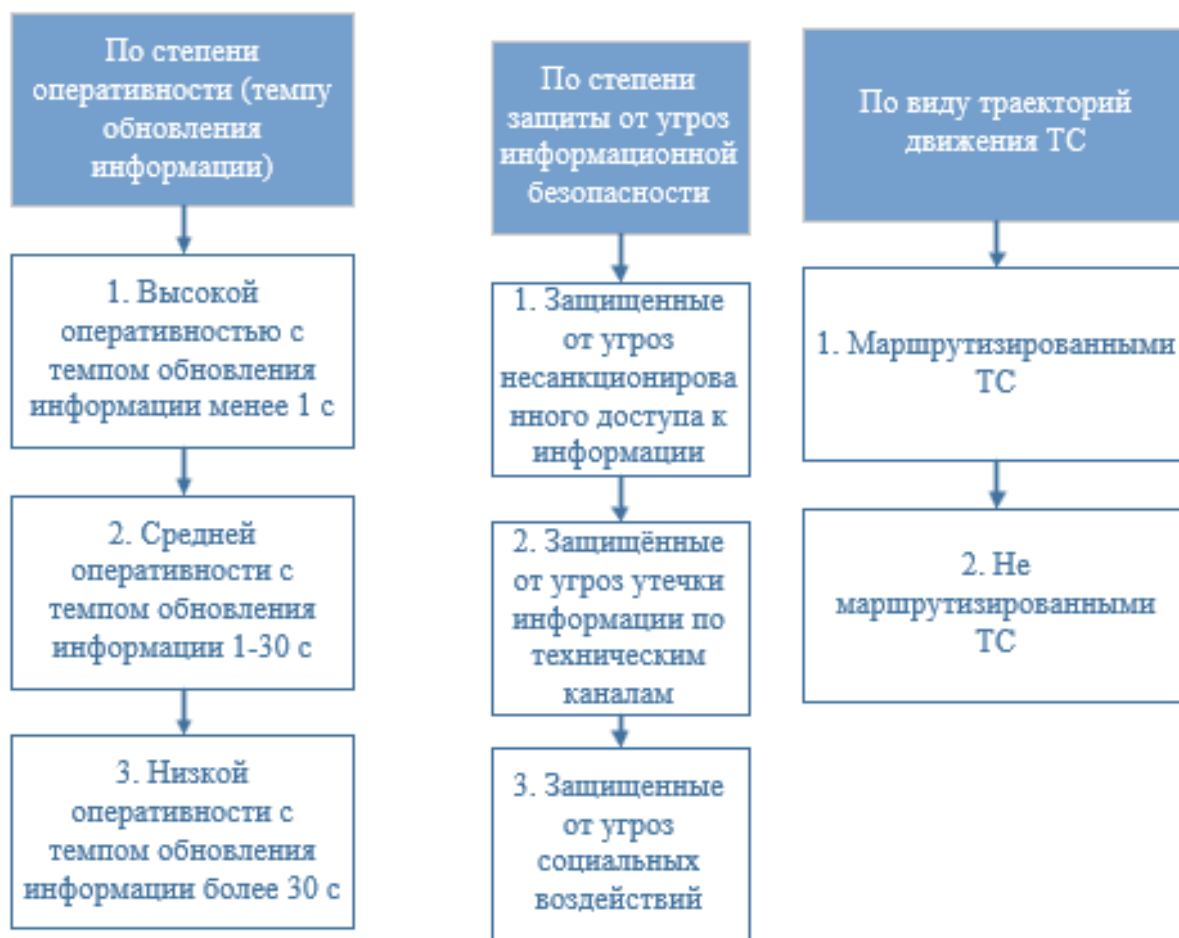 По степени
оперативности (темпу
обновления
информации)
1. Высокой
оперативностью с
темпом обновления
информации менее 1 с
2. Средней
оперативности с
темпом обновления
информации 1-30 с
3. Низкой
оперативности с
темпом обновления
информации более 30 с
По степени
защиты от угроз
информационной
безопасности
1. Защищенные
от угроз
несанкционирова
нного доступа к
информации
2. Защищённые
от угроз утечки
информации по
техническим
каналам
3. Защищенные
от угроз
социальных
воздействий
По виду траекторий
движения ТС
1. Маршрутизированными
ТС
2. Не
маршрутизированными
ТС